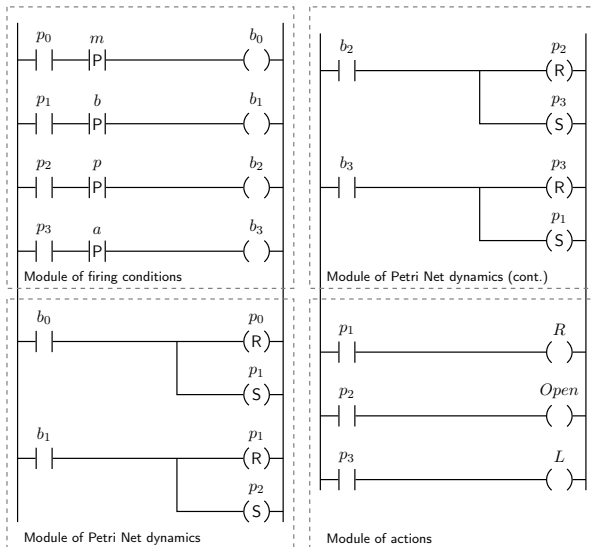 p0 m b0
P
p1 b b1
P
p2 p b2
P
p3 a b3
P
Module of firing conditions
b0 p0
R
p1
S
b1 p1
R
p2
S
Module of Petri Net dynamics
b2 p2
R
p3
S
b3 p3
R
p1
S
Module of Petri Net dynamics (cont.)
p1 R
p2 Open
p3 L
Module of actions